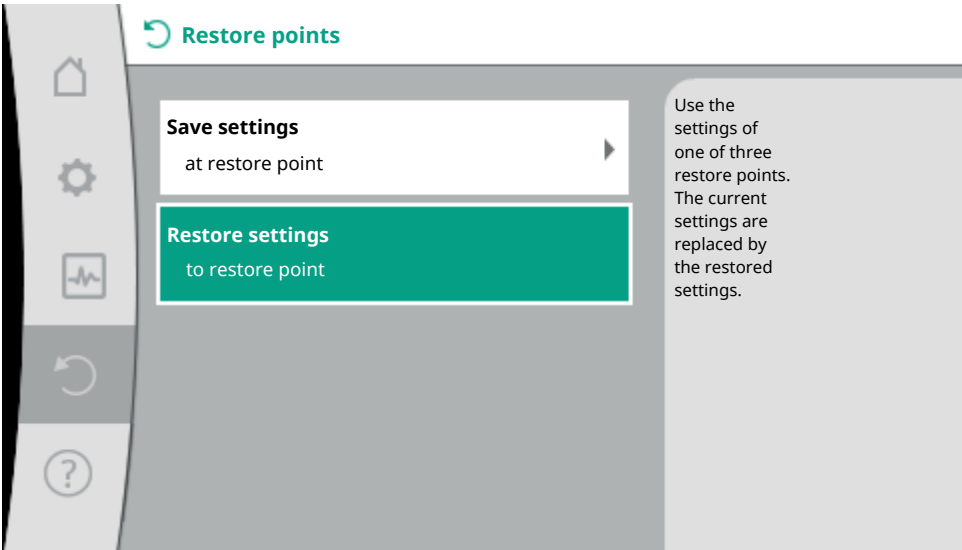 Restore points
Save settings
at restore point
Restore settings
to restore point
Use the
settings of
one of three
restore points.
The current
settings are
replaced by
the restored
settings.
?